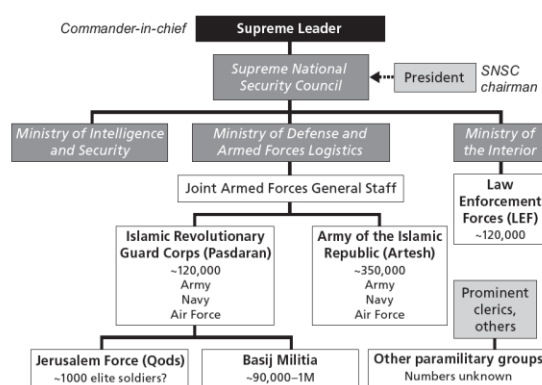 Commander-in-chief
Supreme Leader
Supreme National
Security Council
President
SNSC
chairman
Ministry of Intelligence
and Security
Ministry of Defense and
Armed Forces Logistics
Ministry of
the Interior
Joint Armed Forces General Staff
Law
Enforcement
Forces (LEF)
~120,000
Islamic Revolutionary
Guard Corps (Pasdaran)
~120,000
Army
Navy
Air Force
Army of the Islamic
Republic (Artesh)
~350,000
Army
Navy
Air Force
Prominent
clerics,
others
Jerusalem Force (Qods)
~1000 elite soldiers?
Basij Militia
~90,000–1M
Other paramilitary groups
Numbers unknown